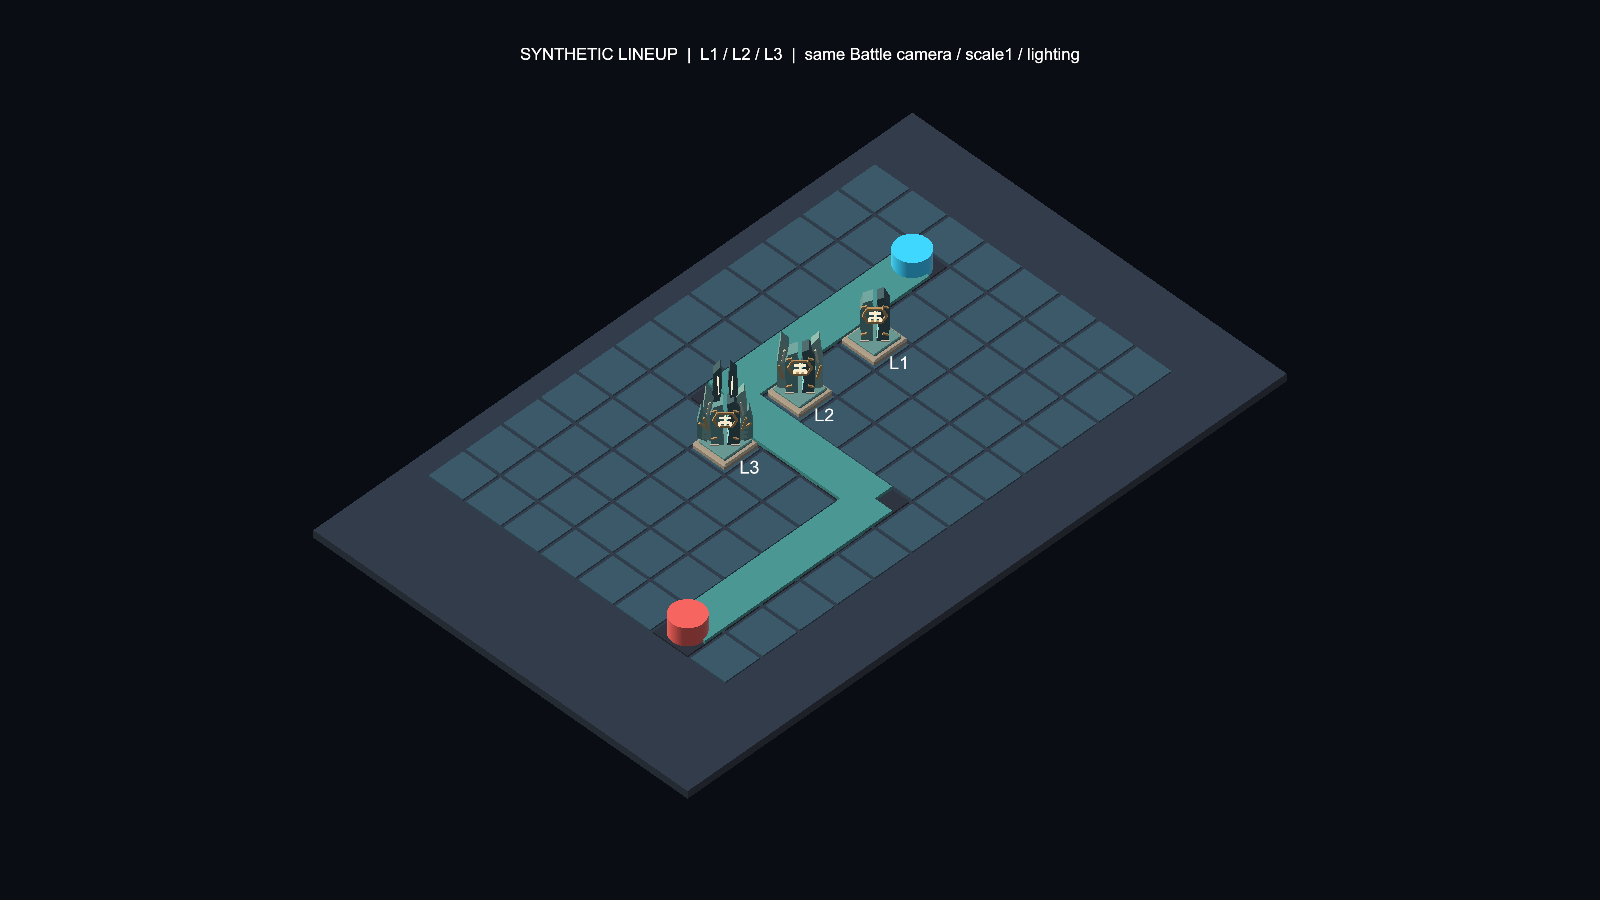 SYNTHETIC LINEUP | L1 / L2 / L3 | same Battle camera / scale1 / lighting
L1
L2
L3